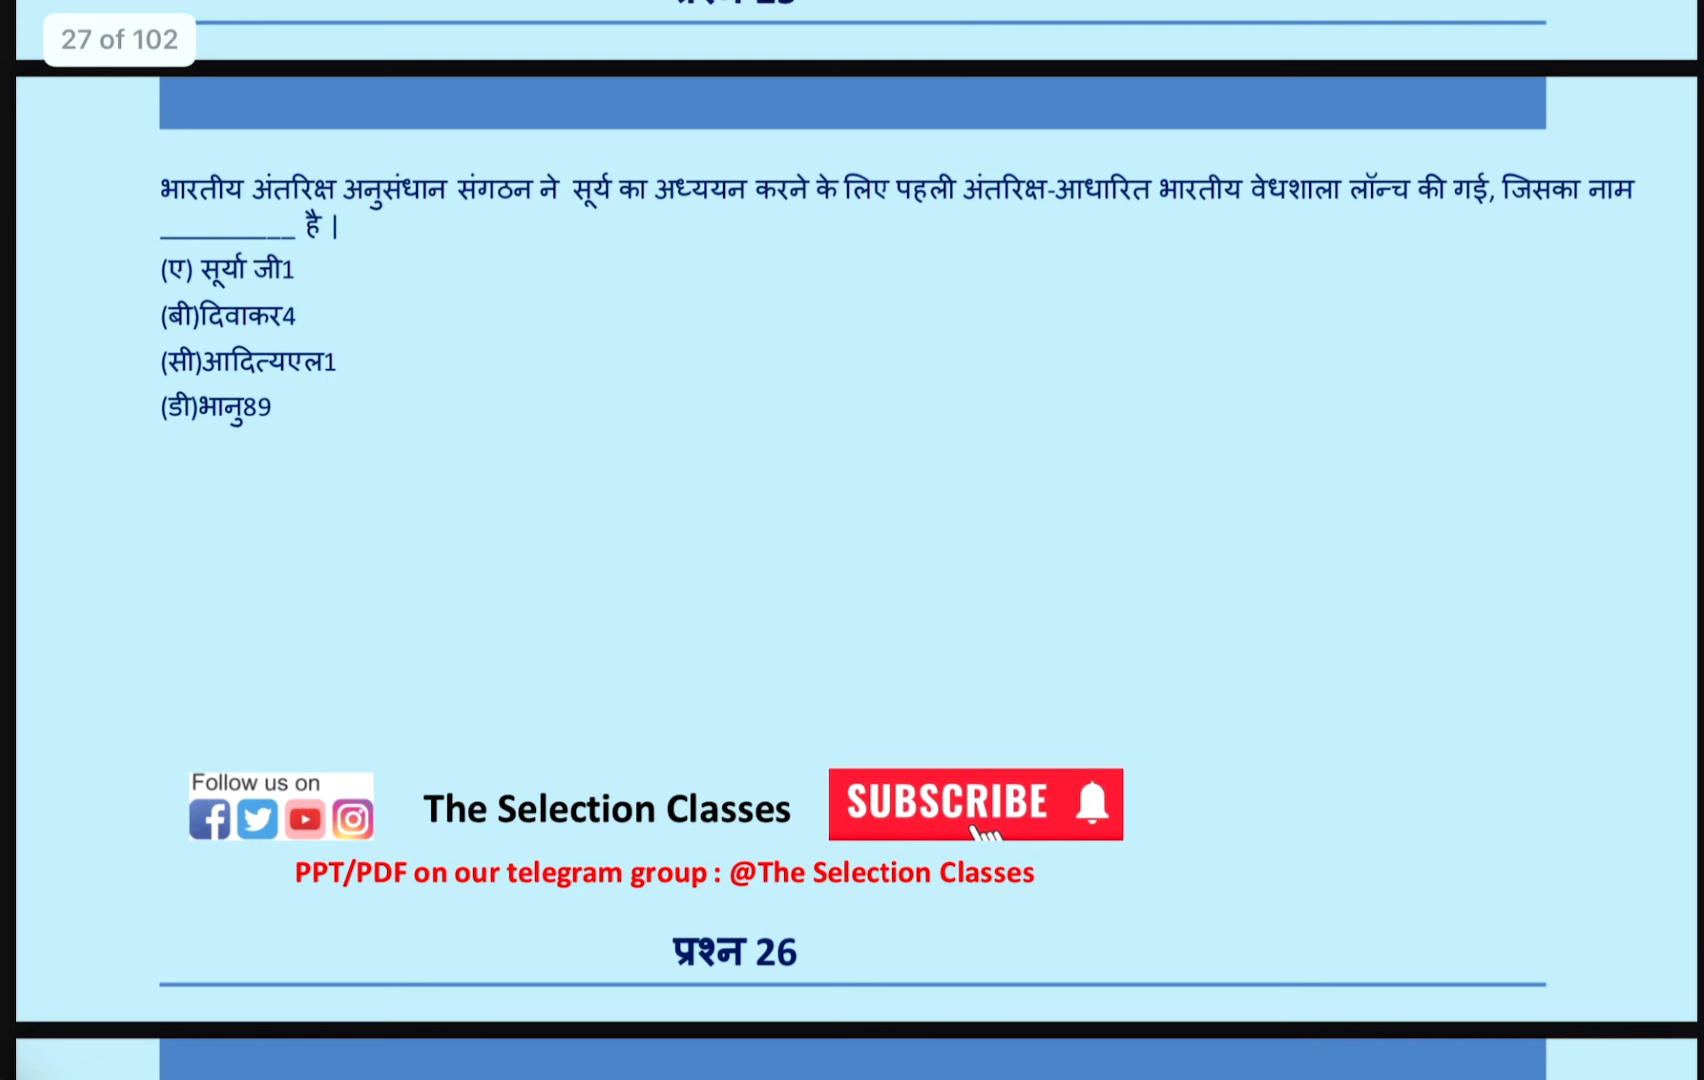 27 of 102
भारतीय अंतरिक्ष अनुसंधान संगठन ने सूर्य का अध्ययन करने के लिए पहली अंतरिक्ष-आधारित भारतीय वेधशाला लॉन्च की गई, जिसका नाम
__________ है |
(ए) सूर्या जी1
(बी)दिवाकर4
(सी)आदित्यएल1
(डी)भानु89
Follow us on
The Selection Classes
SUBSCRIBE
PPT/PDF on our telegram group : @The Selection Classes
प्रश्न 26